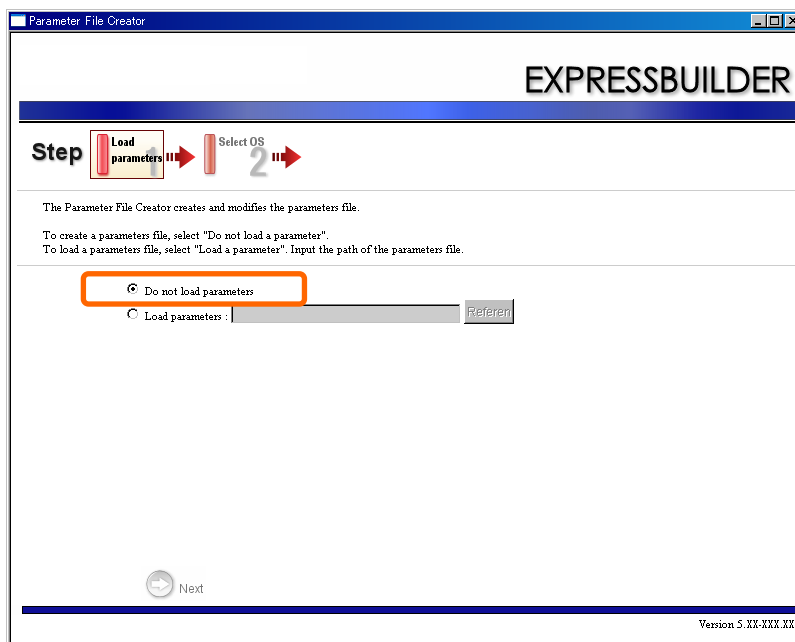 Parameter File Creator
EXPRESSBUILDER
Step
Load
parameters
1
Select OS
2
The Parameter File Creator creates and modifies the parameters file.
To create a parameters file, select "Do not load a parameter".
To load a parameters file, select "Load a parameter". Input the path of the parameters file.
Do not load parameters
Load parameters :
Referen
Next
Version 5.XX-XXX.XX